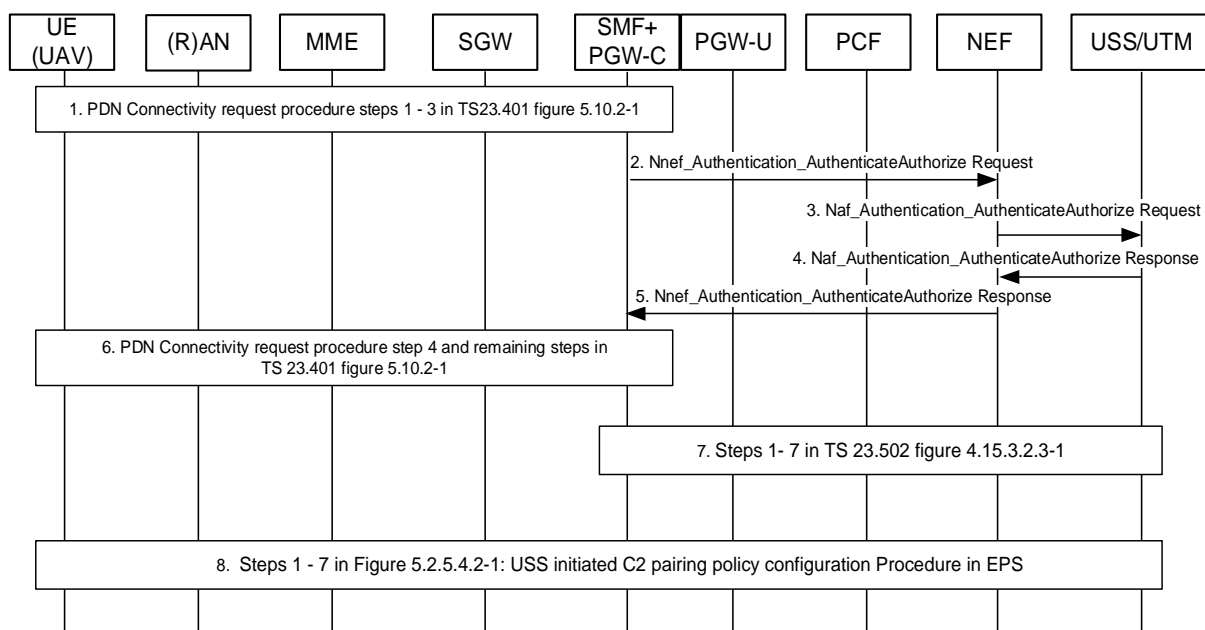 UE
(UAV)
(R)AN
MME
SGW
SMF+
PGW-C
PGW-U
PCF
NEF
USS/UTM
1. PDN Connectivity request procedure steps 1 - 3 in TS23.401 figure 5.10.2-1
2. Nnef_Authentication_AuthenticateAuthorize Request
3. Naf_Authentication_AuthenticateAuthorize Request
4. Naf_Authentication_AuthenticateAuthorize Response
5. Nnef_Authentication_AuthenticateAuthorize Response
6. PDN Connectivity request procedure step 4 and remaining steps in
TS 23.401 figure 5.10.2-1
7. Steps 1- 7 in TS 23.502 figure 4.15.3.2.3-1
8. Steps 1 - 7 in Figure 5.2.5.4.2-1: USS initiated C2 pairing policy configuration Procedure in EPS